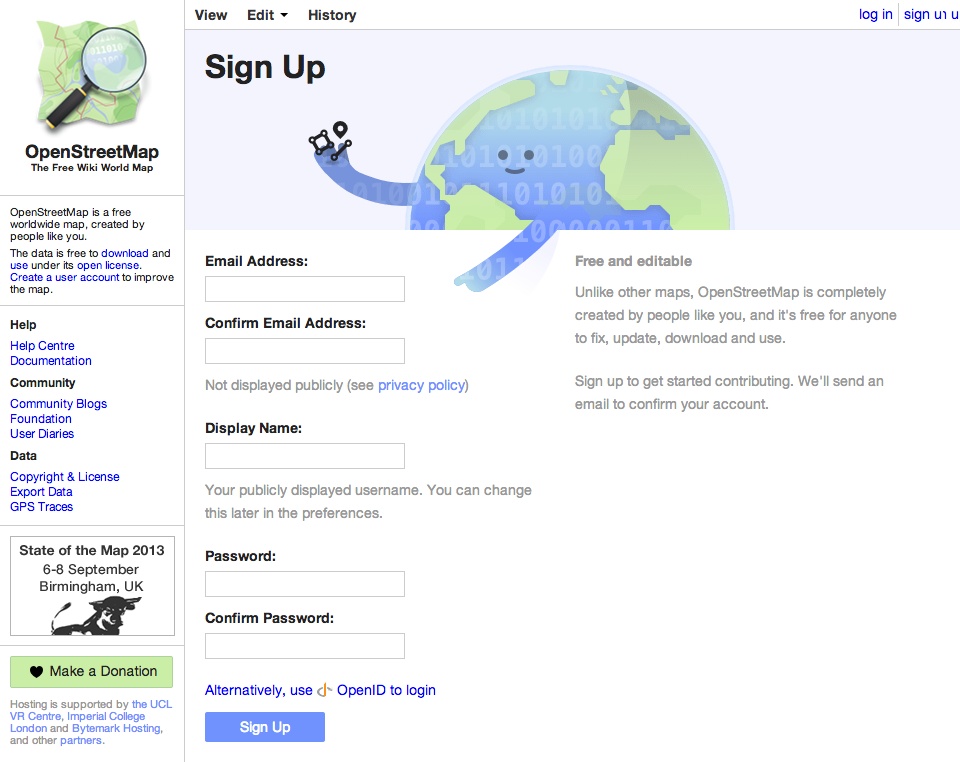 View Edit History
log in sign u
OpenStreetMap
The Free Wiki World Map
OpenStreetMap is a free
worldwide map, created by
people like you.
The data is free to download and
use under its open license.
Create a user account to improve
the map.
Help
Help Centre
Documentation
Community
Community Blogs
Foundation
User Diaries
Data
Copyright & License
Export Data
GPS Traces
State of the Map 2013
6-8 September
Birmingham, UK
Make a Donation
Hosting is supported by the UCL
VR Centre, Imperial College
London and Bytemark Hosting,
and other partners.
Sign Up
Email Address:
Confirm Email Address:
Not displayed publicly (see privacy policy)
Display Name:
Your publicly displayed username. You can change
this later in the preferences.
Password:
Confirm Password:
Alternatively, use OpenID to login
Sign Up
Free and editable
Unlike other maps, OpenStreetMap is completely
created by people like you, and it's free for anyone
to fix, update, download and use.
Sign up to get started contributing. We'll send an
email to confirm your account.